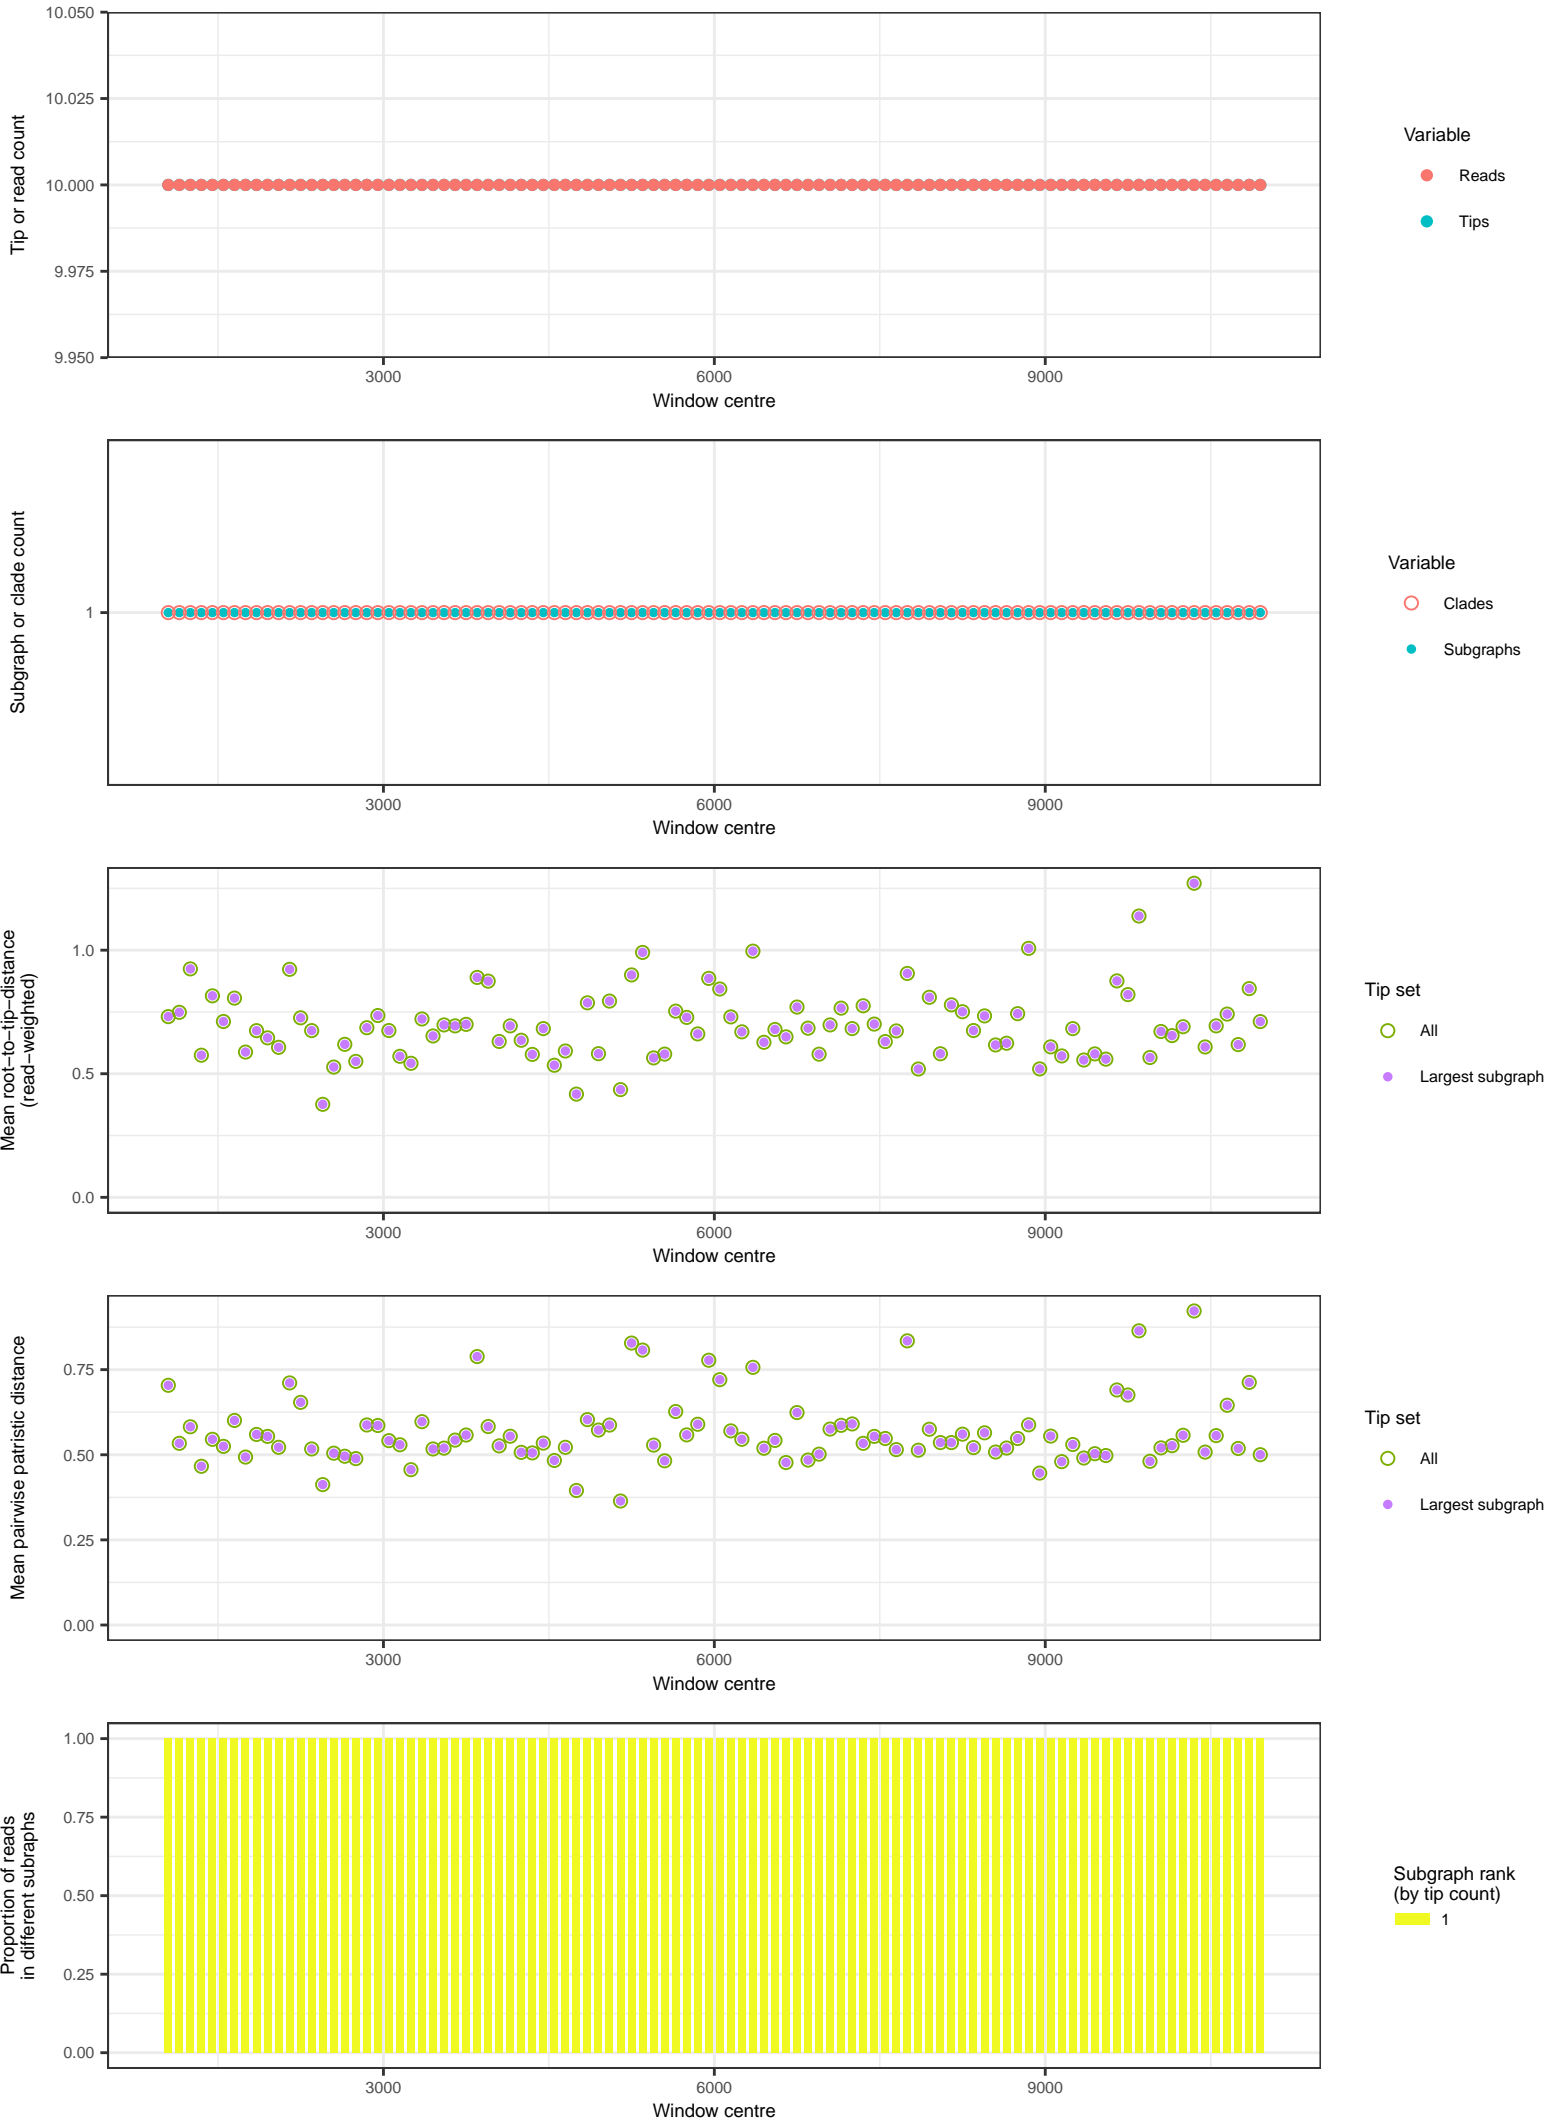 10.050
10.025
10.000
9.975
9.950
Tip or read count
3000
6000
9000
Window centre
Variable
Reads
Tips
1
Subgraph or clade count
3000
6000
9000
Window centre
Variable
Clades
Subgraphs
1.0
0.5
0.0
Mean root−to−tip−distance
(read−weighted)
3000
6000
9000
Window centre
Tip set
All
Largest subgraph
0.75
0.50
0.25
0.00
Mean pairwise patristic distance
3000
6000
9000
Window centre
Tip set
All
Largest subgraph
1.00
0.75
0.50
0.25
0.00
Proportion of reads
in different subraphs
3000
6000
9000
Window centre
Subgraph rank
(by tip count)
1